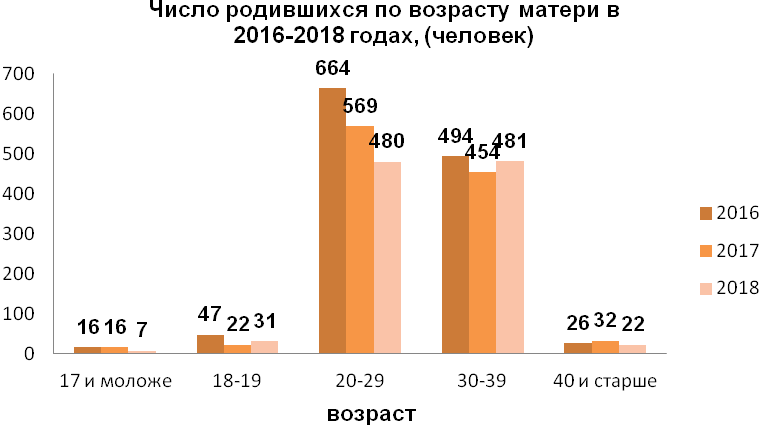 Число родившихся по возрасту матери в
2016-2018 годах, (человек)
700
600
500
400
300
200
100
0
16 16 7
47 22 31
664 569 480
494 454 481
26 32 22
17 и моложе 18-19 20-29 30-39 40 и старше
возраст
2016
2017
2018